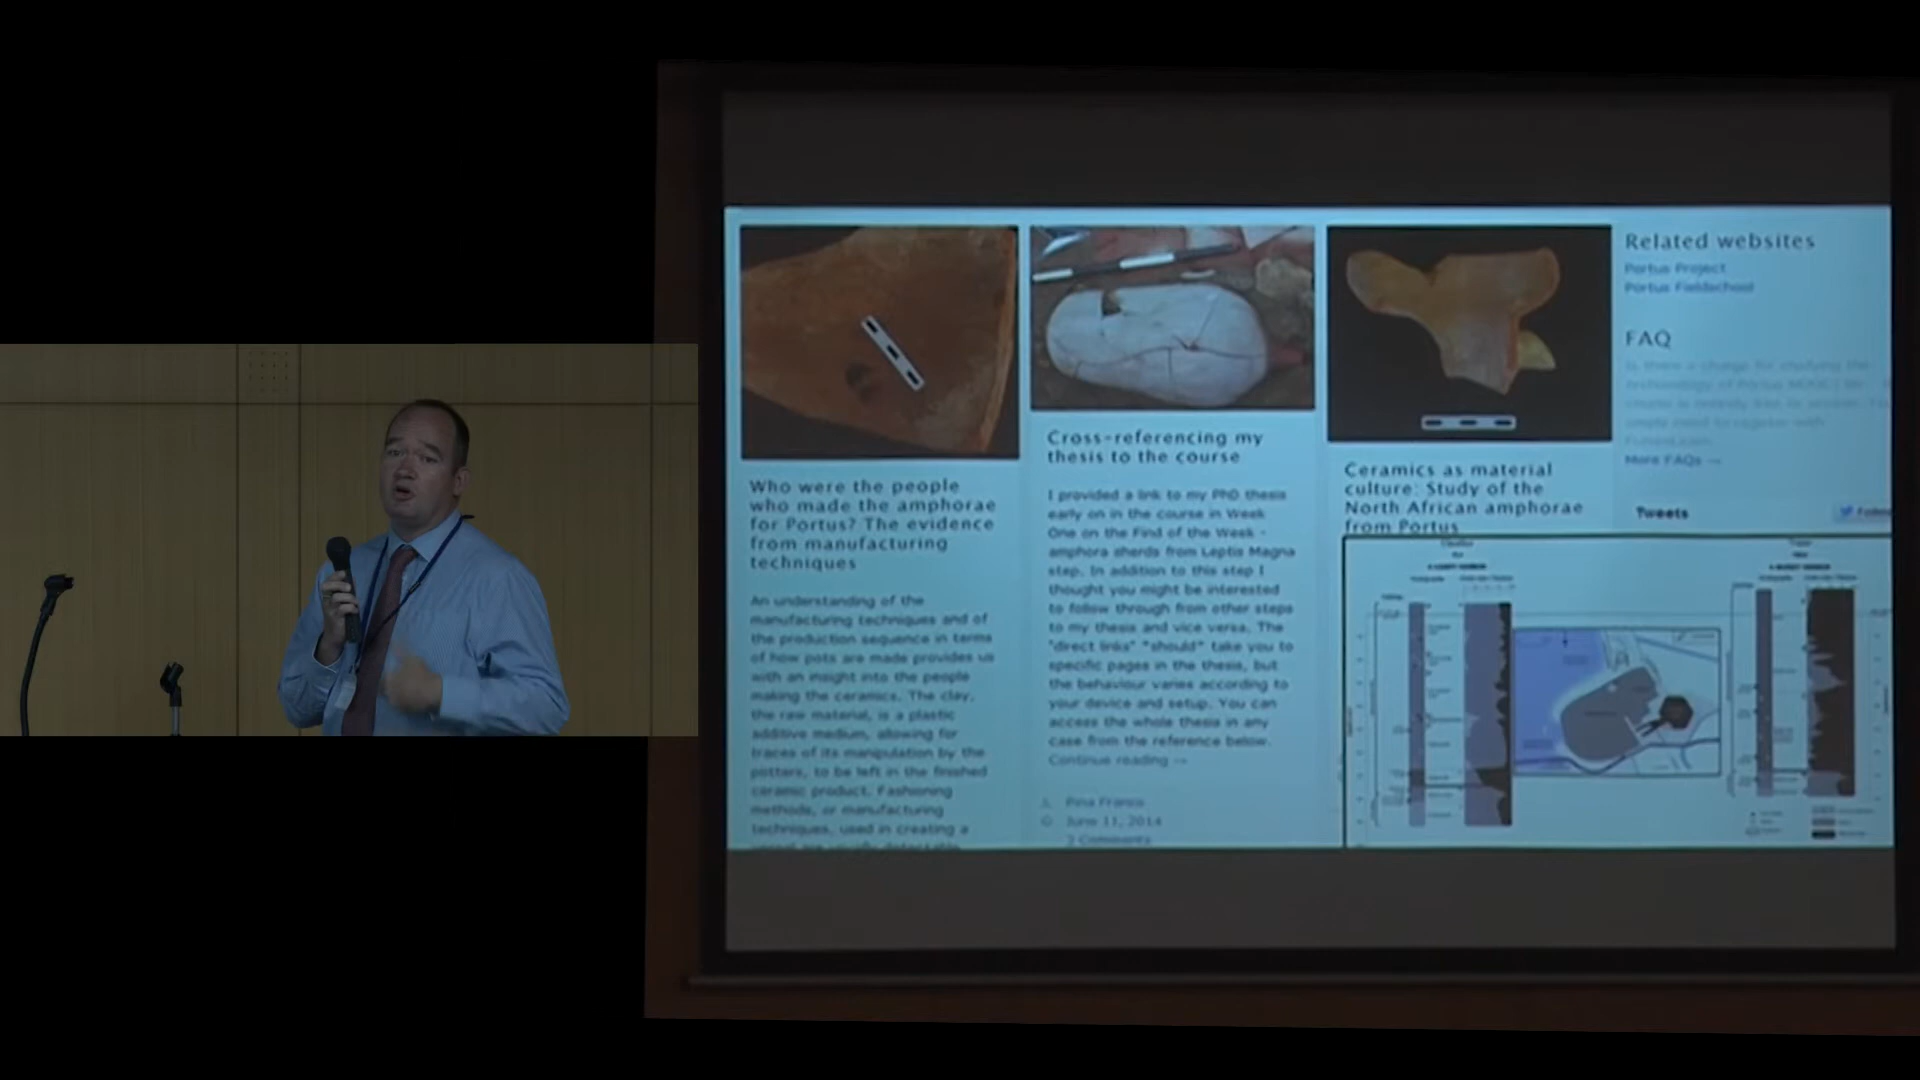 Who were the people
who made the amphorae
for Portus? The evidence
from manufacturing
techniques
An understanding of the
manufacturing techniques and of
the production sequence in terms
of how pots are made provides us
with an insight into the people
making the ceramics. The clay,
the raw material, is a plastic
additive medium, allowing for
traces of its manipulation by the
potters, to be left in the finished
ceramic product. Fashioning
methods, or manufacturing
techniques, used in creating a
Cross-referencing my
thesis to the course
I provided a link to my PhD thesis
early on in the course in Week
One on the Find of the Week -
amphora sherds from Leptis Magna
step. In addition to this step I
thought you might be interested
to follow through from other steps
to my thesis and vice versa. The
"direct links" "should" take you to
specific pages in the thesis, but
the behaviour varies according to
your device and setup. You can
access the whole thesis in any
case from the reference below.
Continue reading →
Pina Franco
June 11, 2014
2 Comments
Ceramics as material
culture: Study of the
North African amphorae
from Portus
Related websites
Portus Project
Portus Fieldschool
FAQ
More FAQs →
Tweets